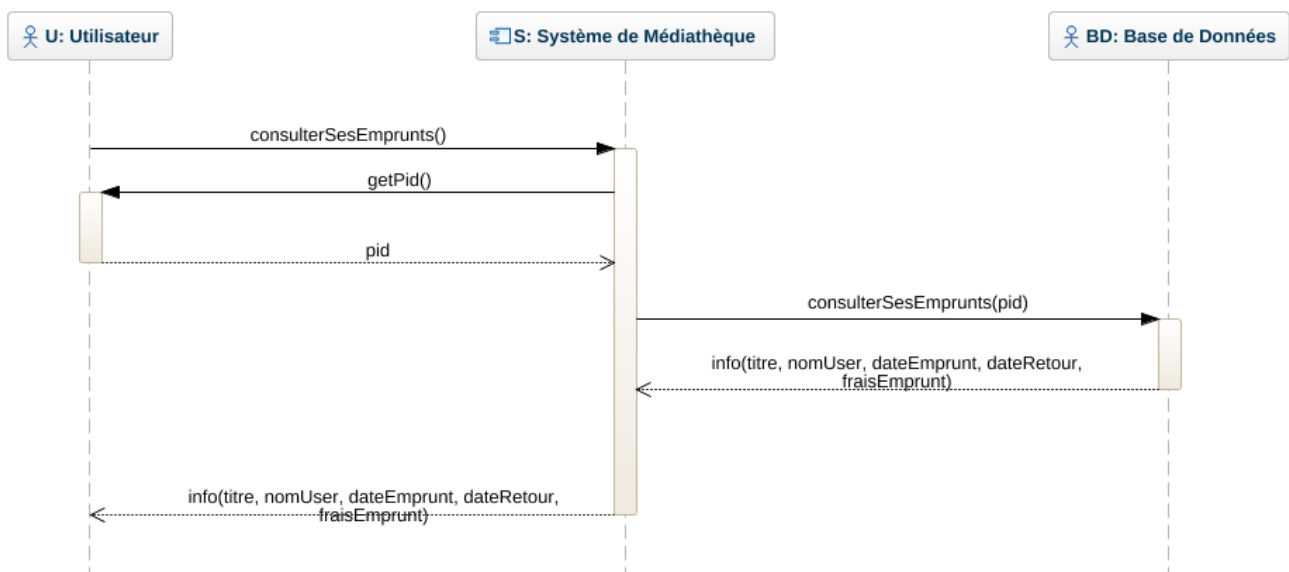 U: Utilisateur
S: Système de Médiathèque
BD: Base de Données
consulterSesEmprunts()
getPid()
pid
consulterSesEmprunts(pid)
info(titre, nomUser, dateEmprunt, dateRetour,
fraisEmprunt)
info(titre, nomUser, dateEmprunt, dateRetour,
fraisEmprunt)